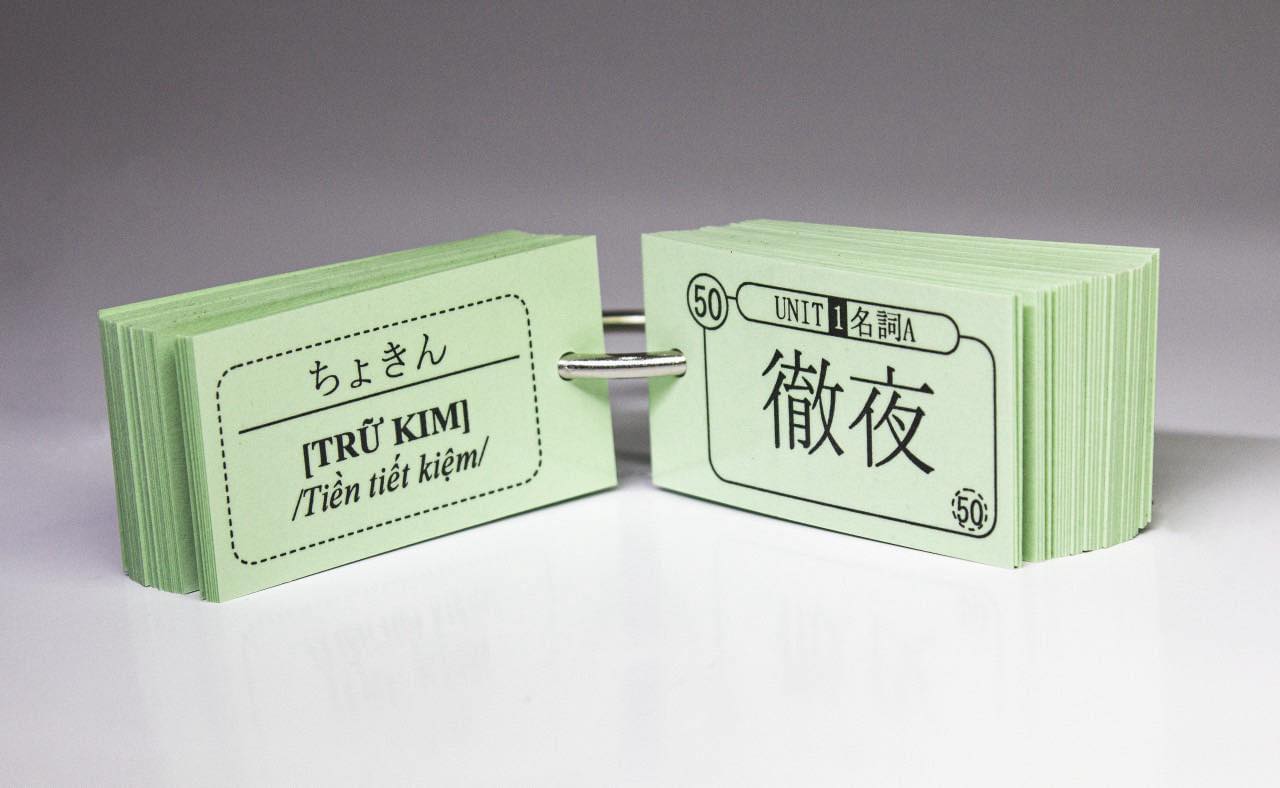 ちょきん
[TRỮ KIM]
/Tiền tiết kiệm/
50
UNIT 1 名詞A
徹夜
50